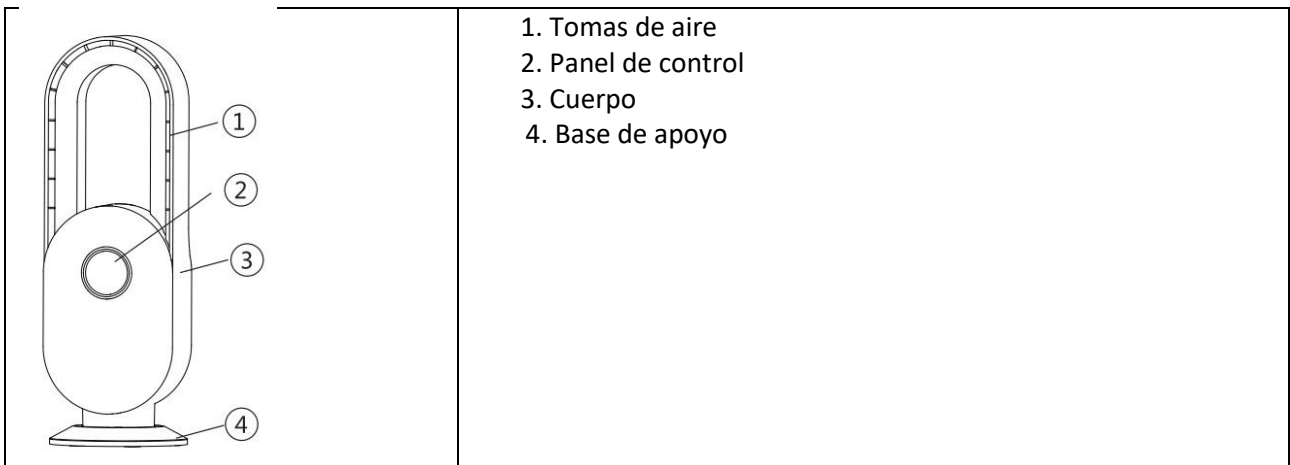 ①
②
③
④
1. Tomas de aire
2. Panel de control
3. Cuerpo
4. Base de apoyo